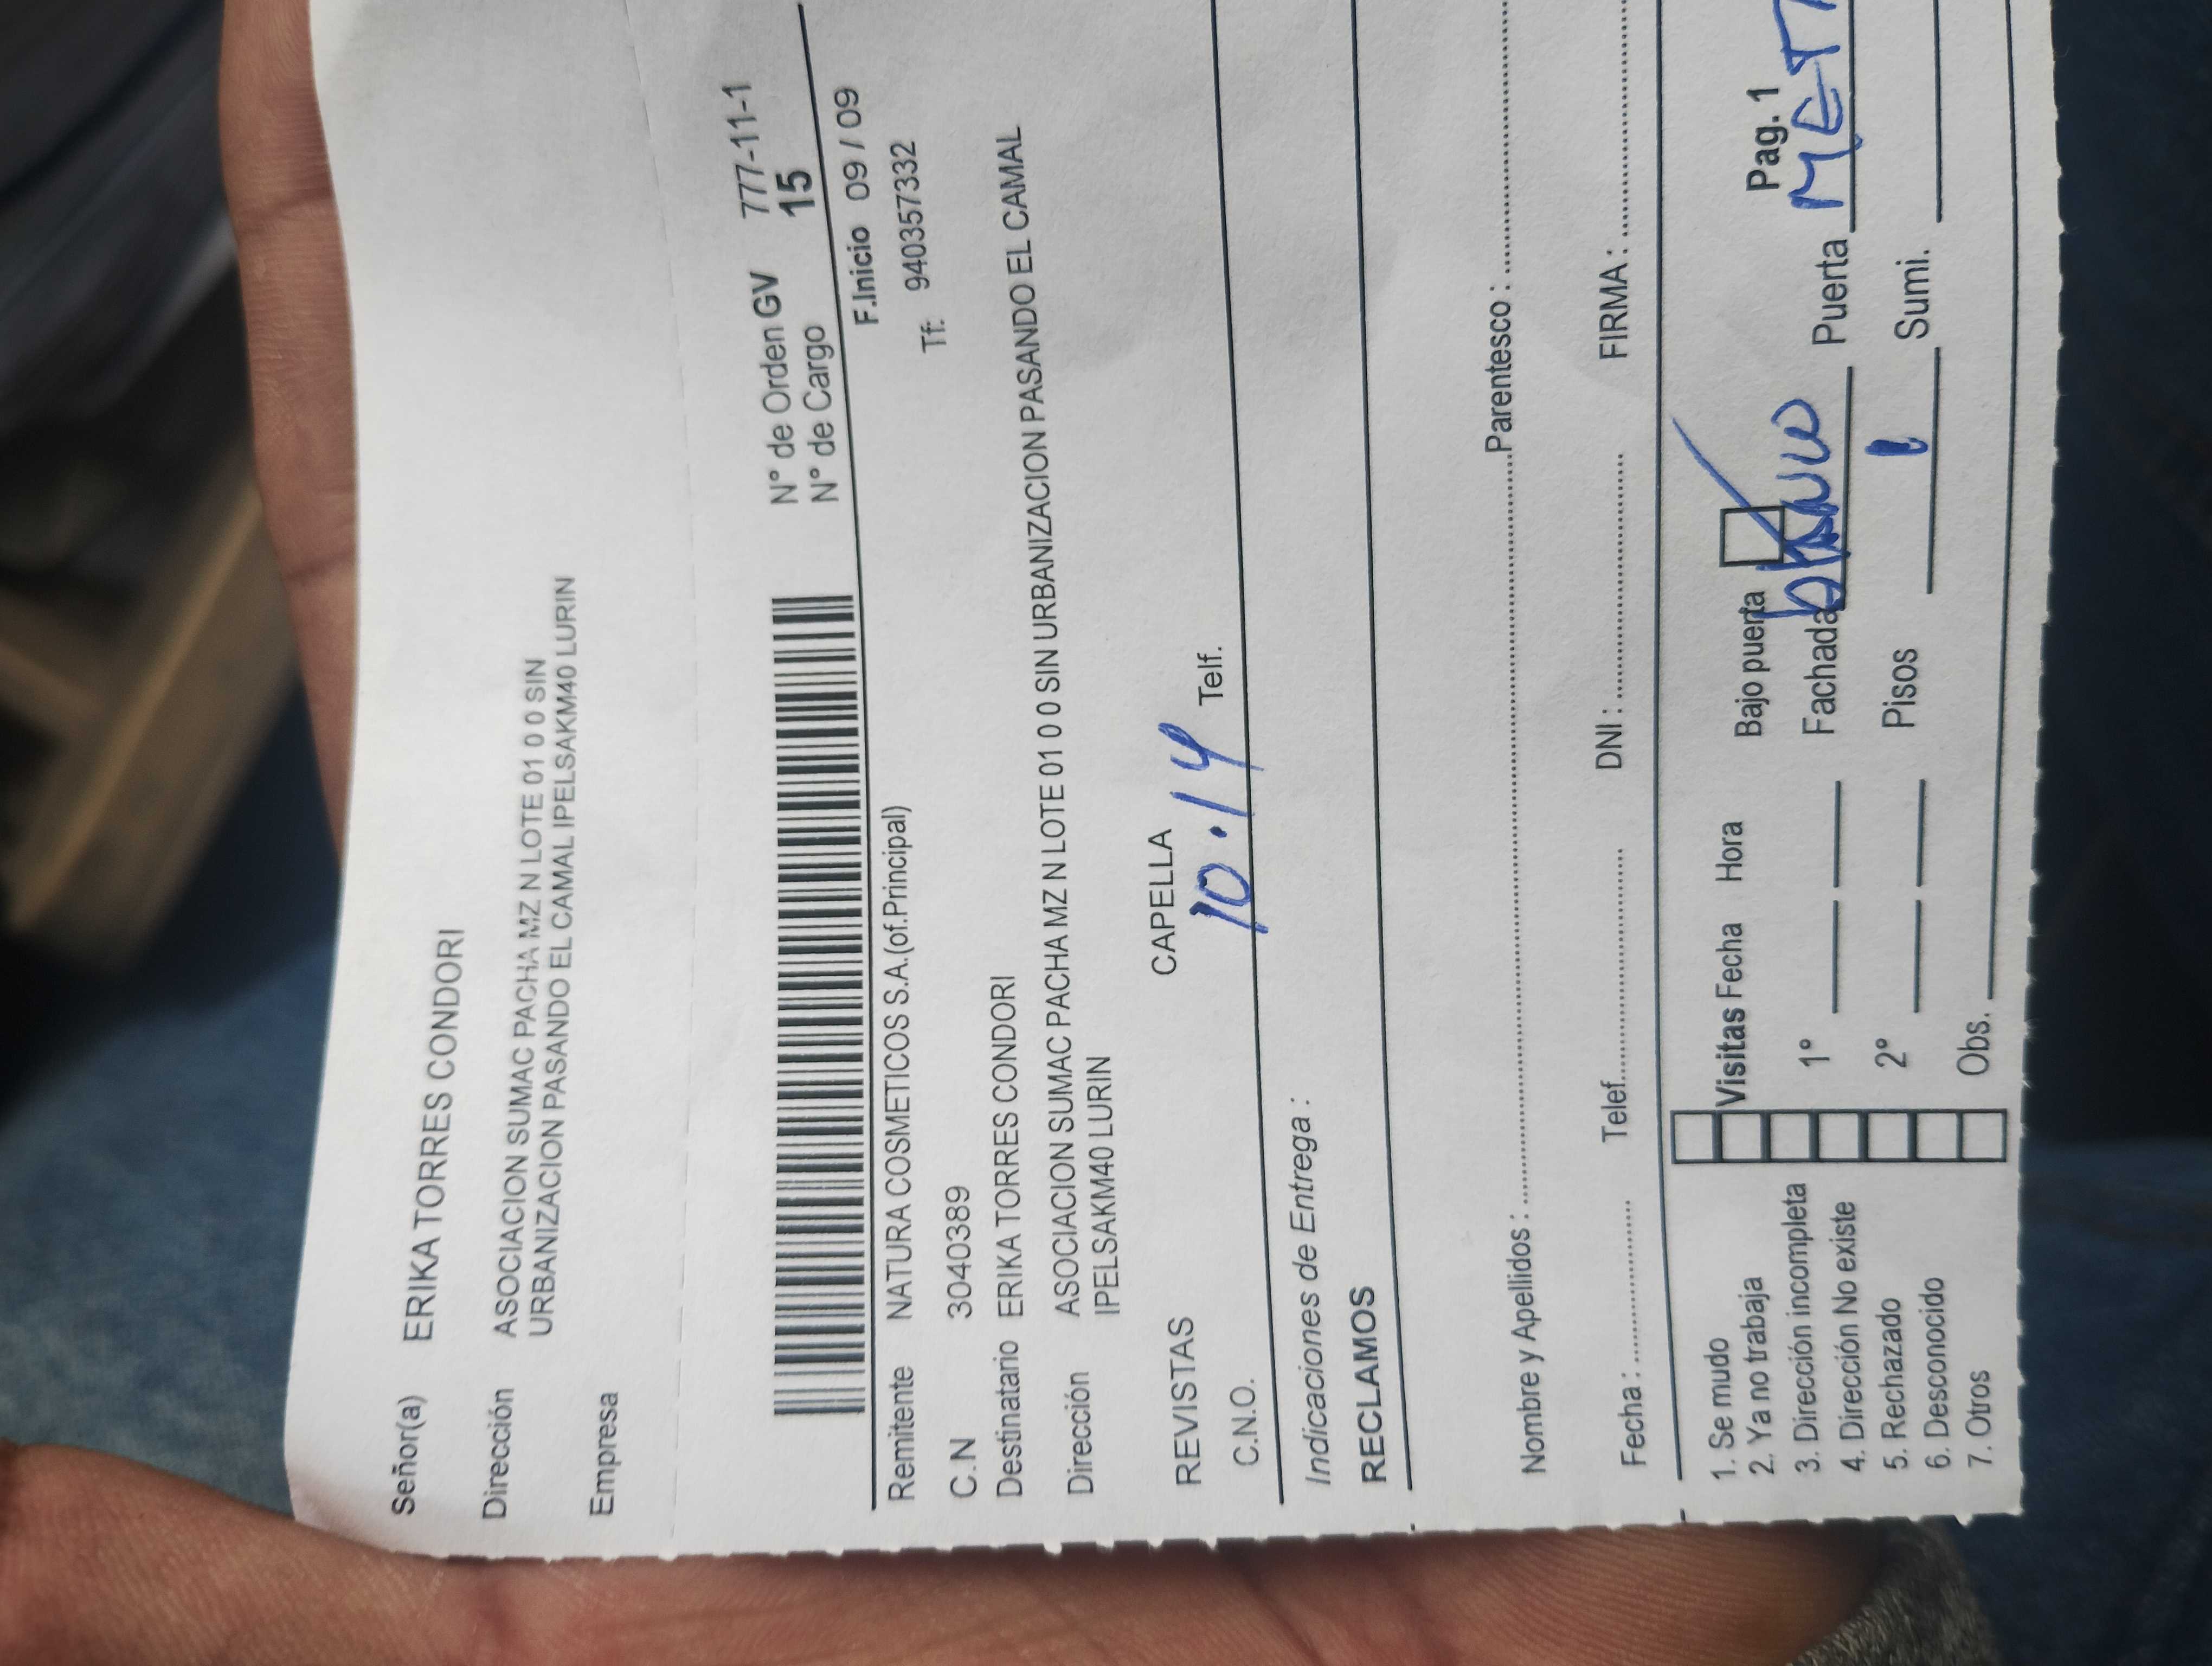 Señor(a) ERIKA TORRES CONDORI
Dirección ASOCIACION SUMAC PACHA MZ N LOTE 01 0 0 SIN
URBANIZACION PASANDO EL CAMAL IPELSAKM40 LURIN
Empresa
N° de Orden GV 777-11-1
N° de Cargo 15
Remitente NATURA COSMETICOS S.A.(of.Principal) F.Inicio 09 / 09
C.N 3040389 Tf: 940357332
Destinatario ERIKA TORRES CONDORI
Dirección ASOCIACION SUMAC PACHA MZ N LOTE 01 0 0 SIN URBANIZACION PASANDO EL CAMAL
IPELSAKM40 LURIN
REVISTAS CAPELLA
C.N.O. 10.14 Telf.
Indicaciones de Entrega :
RECLAMOS
Nombre y Apellidos : Parentesco :
Fecha : Telef. DNI : FIRMA :
1. Se mudo
2. Ya no trabaja
3. Dirección incompleta
4. Dirección No existe
5. Rechazado
6. Desconocido
7. Otros
Visitas Fecha Hora Bajo puerta Pag. 1
1° Fachada Puerta
2° Pisos 1 Sumi.
Obs.